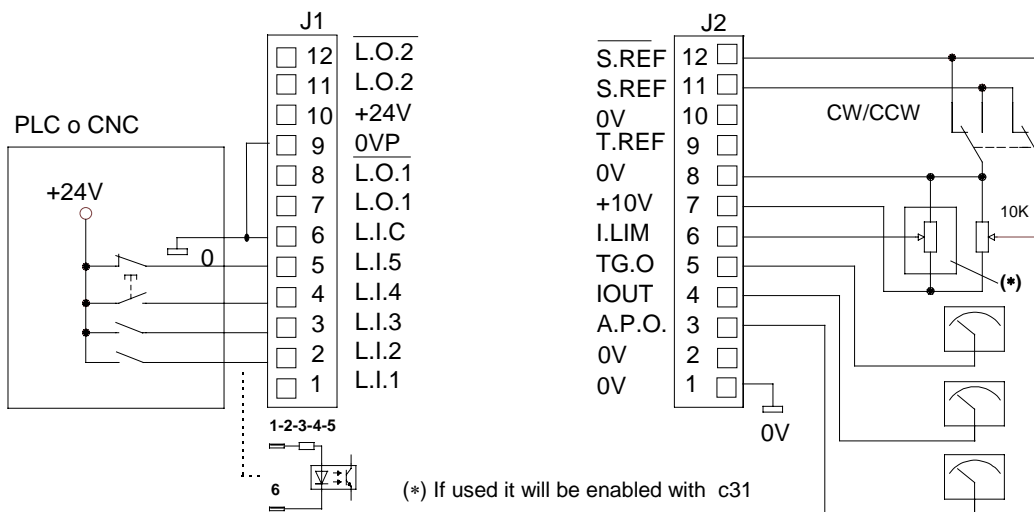 J1
12 L.O.2
11 L.O.2
10 +24V
9 0VP
8 L.O.1
7 L.O.1
6 L.I.C
5 L.I.5
4 L.I.4
3 L.I.3
2 L.I.2
1 L.I.1
PLC o CNC
+24V
0
1-2-3-4-5
6
J2
S.REF 12
S.REF 11
0V 10
T.REF 9
0V 8
+10V 7
I.LIM 6
TG.O 5
IOUT 4
A.P.O. 3
0V 2
0V 1
CW/CCW
10K
(*)
0V
(*) If used it will be enabled with c31